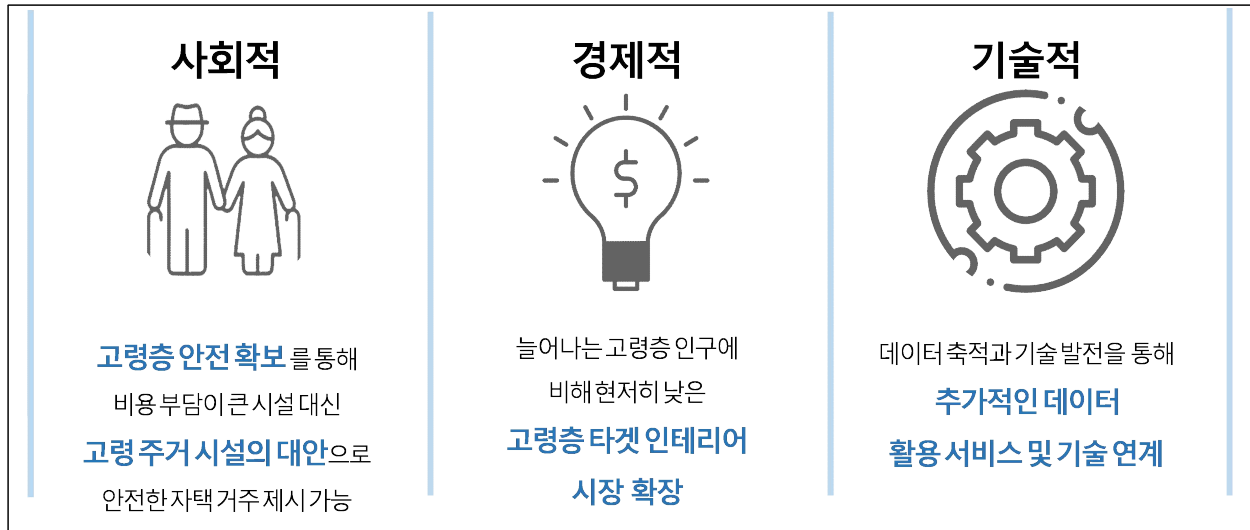 사회적
고령층 안전 확보 를 통해
비용 부담이 큰 시설 대신
고령 주거 시설의 대안으로
안전한 자택 거주 제시 가능
경제적
$
늘어나는 고령층 인구에
비해 현저히 낮은
고령층 타겟 인테리어
시장 확장
기술적
데이터 축적과 기술 발전을 통해
추가적인 데이터
활용 서비스 및 기술 연계